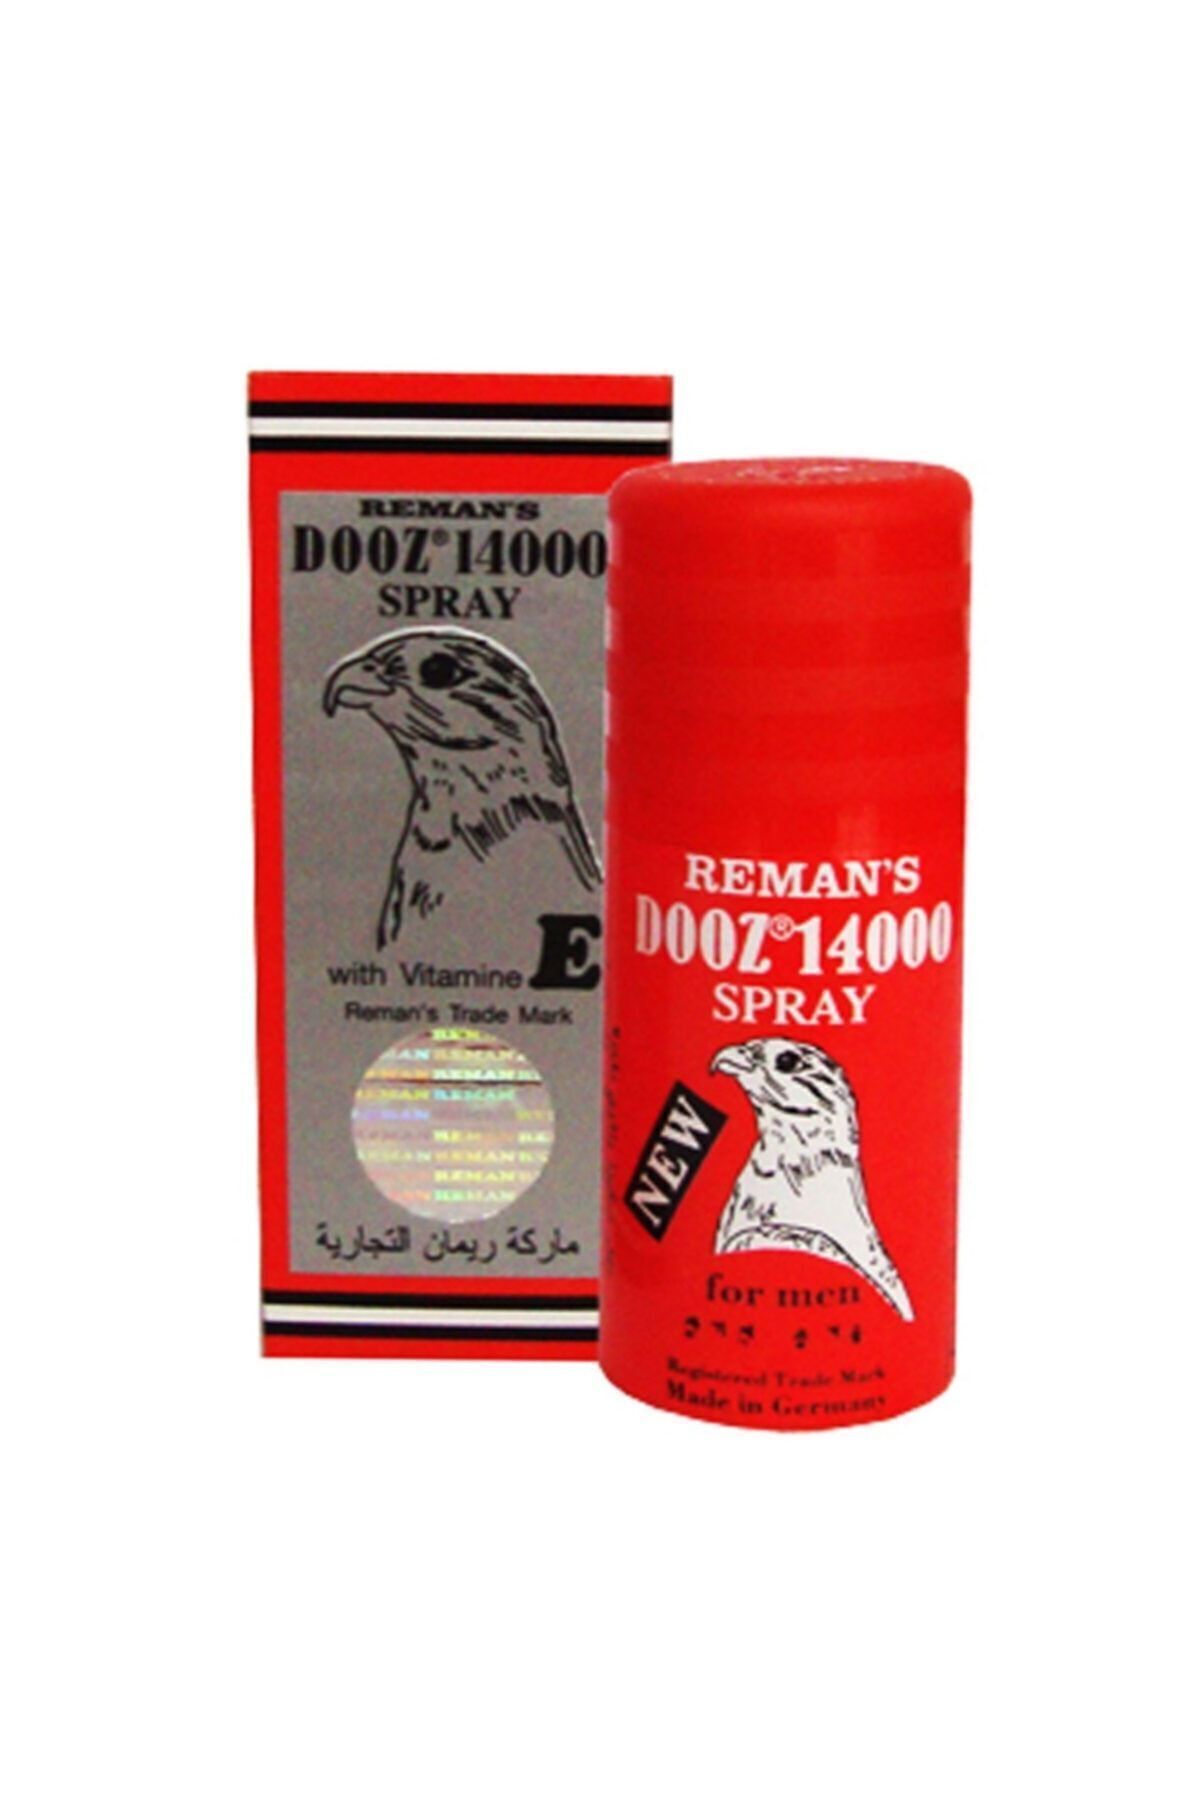 REMAN'S
DOOZ® 14000
SPRAY
with Vitamine E
Reman's Trade Mark
ماركة ريمان التجارية
REMAN'S
DOOZ® 14000
SPRAY
NEW
for men
Registered Trade Mark
Made in Germany